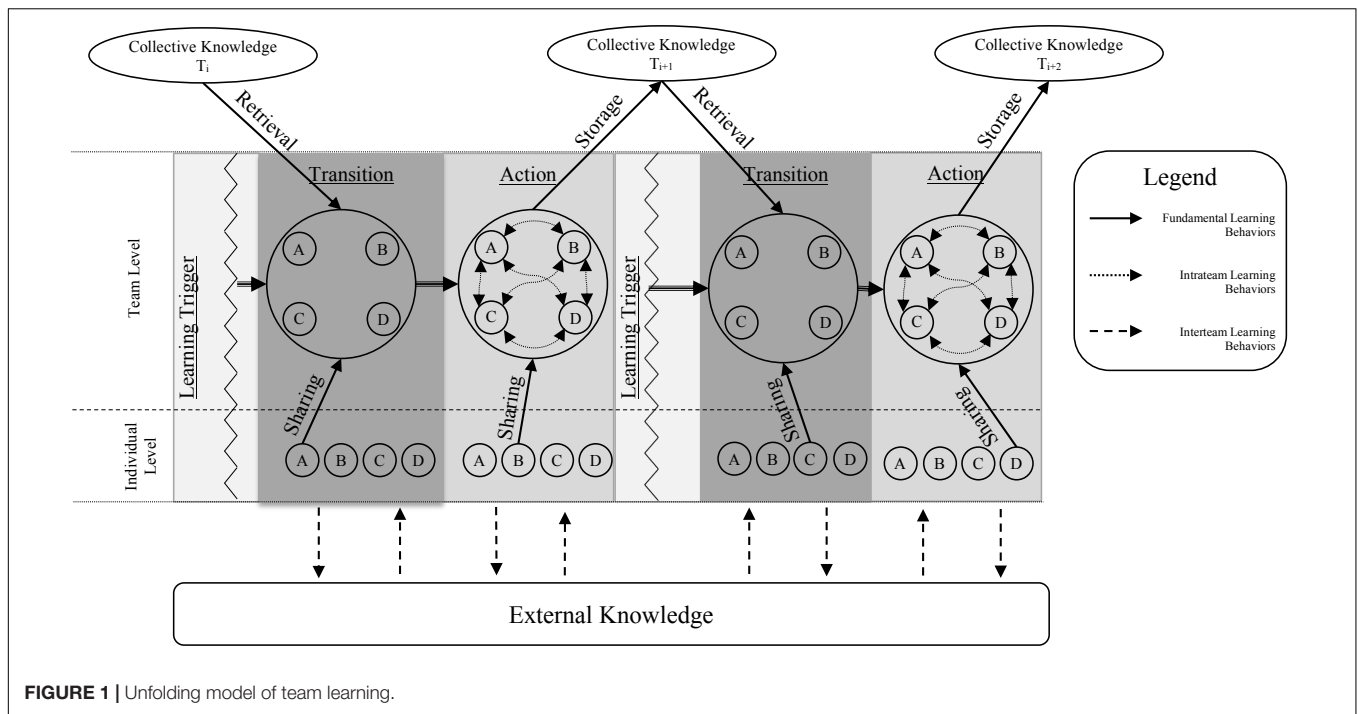 Collective Knowledge
Ti
Collective Knowledge
Ti+1
Collective Knowledge
Ti+2
Retrieval
Storage
Retrieval
Storage
Transition
Action
Transition
Action
Team Level
Learning Trigger
A
B
C
D
A
B
C
D
Learning Trigger
A
B
C
D
A
B
C
D
Sharing
Sharing
Sharing
Sharing
Individual
Level
A
B
C
D
A
B
C
D
A
B
C
D
A
B
C
D
External Knowledge
Legend
Fundamental Learning
Behaviors
Intrateam Learning
Behaviors
Interteam Learning
Behaviors
FIGURE 1 | Unfolding model of team learning.